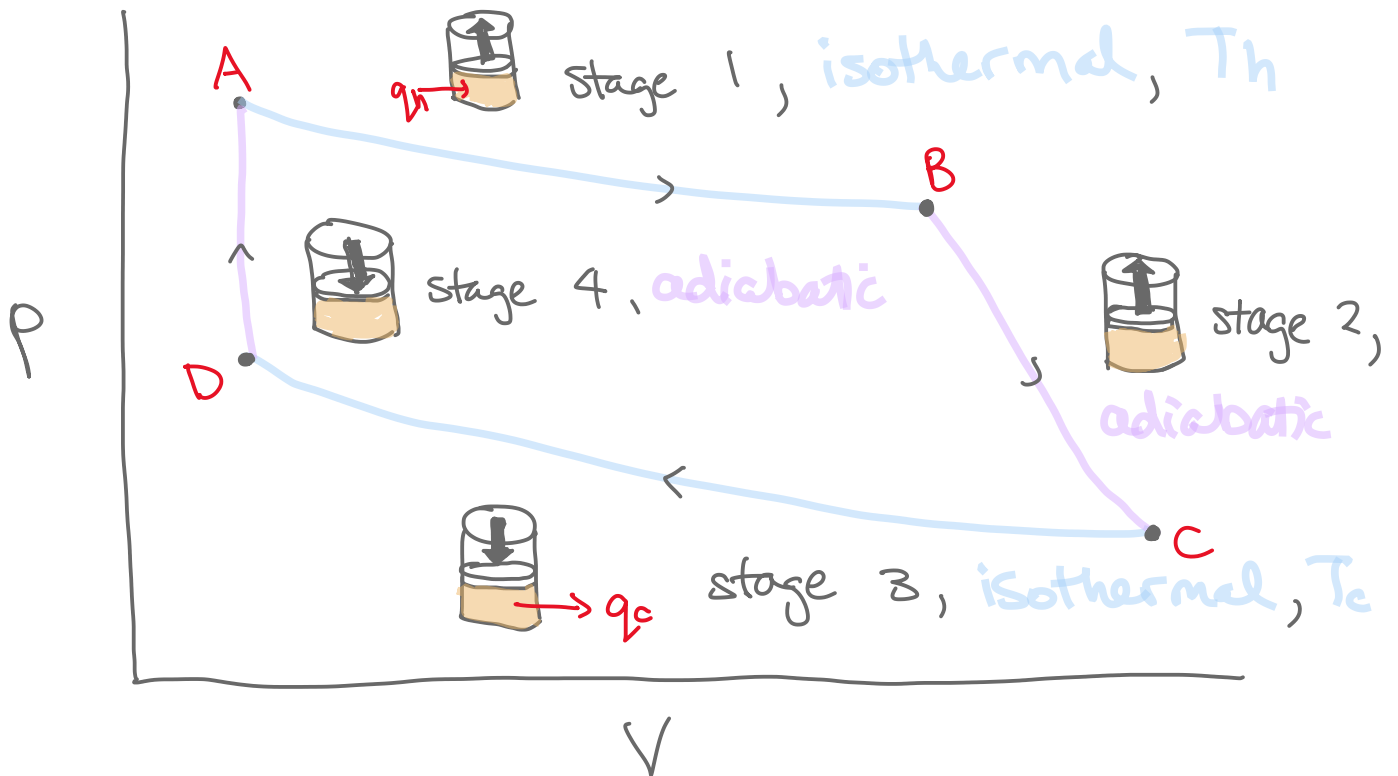 A
qh
stage 1, isothermal, Th
B
P
stage 4, adiabatic
stage 2,
adiabatic
D
C
qc
stage 3, isothermal, Tc
V